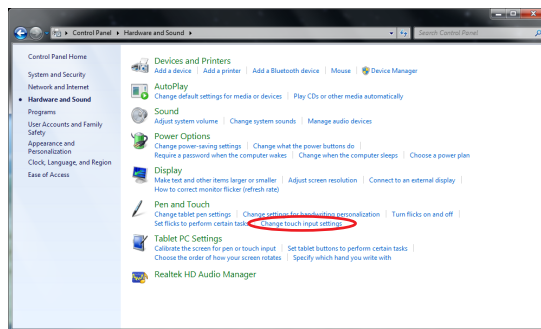 Control Panel Hardware and Sound Search Control Panel
Control Panel Home
System and Security
Network and Internet
Hardware and Sound
Programs
User Accounts and Family
Safety
Appearance and
Personalization
Clock, Language, and Region
Ease of Access
Devices and Printers
Add a device Add a printer Add a Bluetooth device Mouse Device Manager
AutoPlay
Change default settings for media or devices Play CDs or other media automatically
Sound
Adjust system volume Change system sounds Manage audio devices
Power Options
Change power-saving settings Change what the power buttons do
Require a password when the computer wakes Change when the computer sleeps Choose a power plan
Display
Make text and other items larger or smaller Adjust screen resolution Connect to an external display
How to correct monitor flicker (refresh rate)
Pen and Touch
Change tablet pen settings Change settings for handwriting personalization Turn flicks on and off
Set flicks to perform certain tasks Change touch input settings
Tablet PC Settings
Calibrate the screen for pen or touch input Set tablet buttons to perform certain tasks
Choose the order of how your screen rotates Specify which hand you write with
Realtek HD Audio Manager